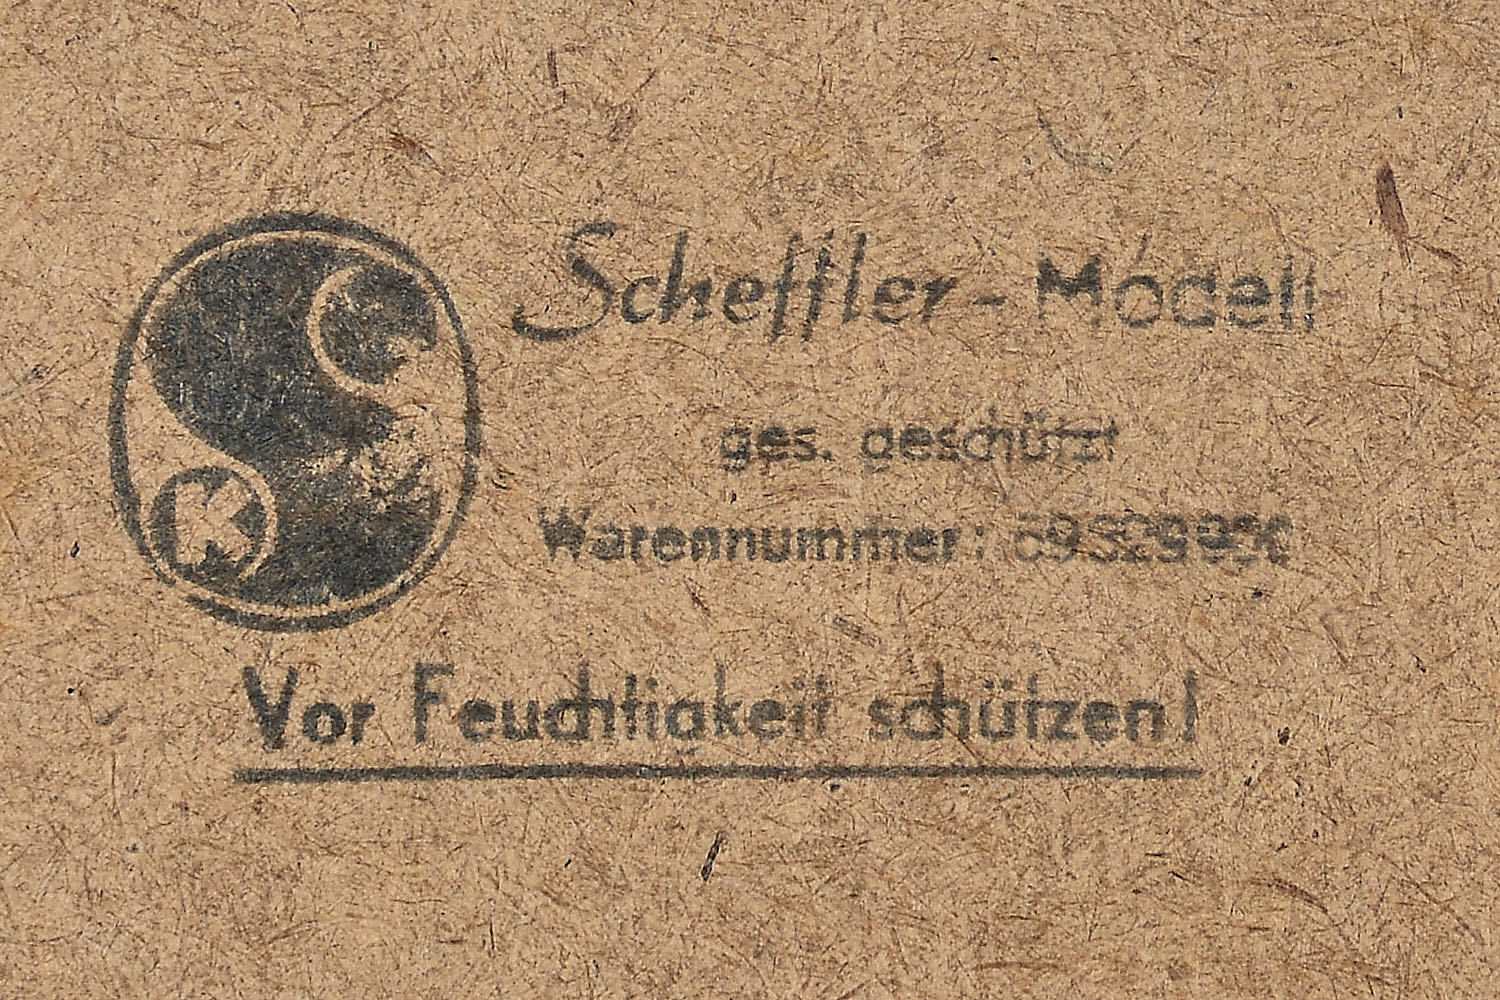 Scheffler - Modell
ges. geschützt
Warennummer:
Vor Feuchtigkeit schützen!
K